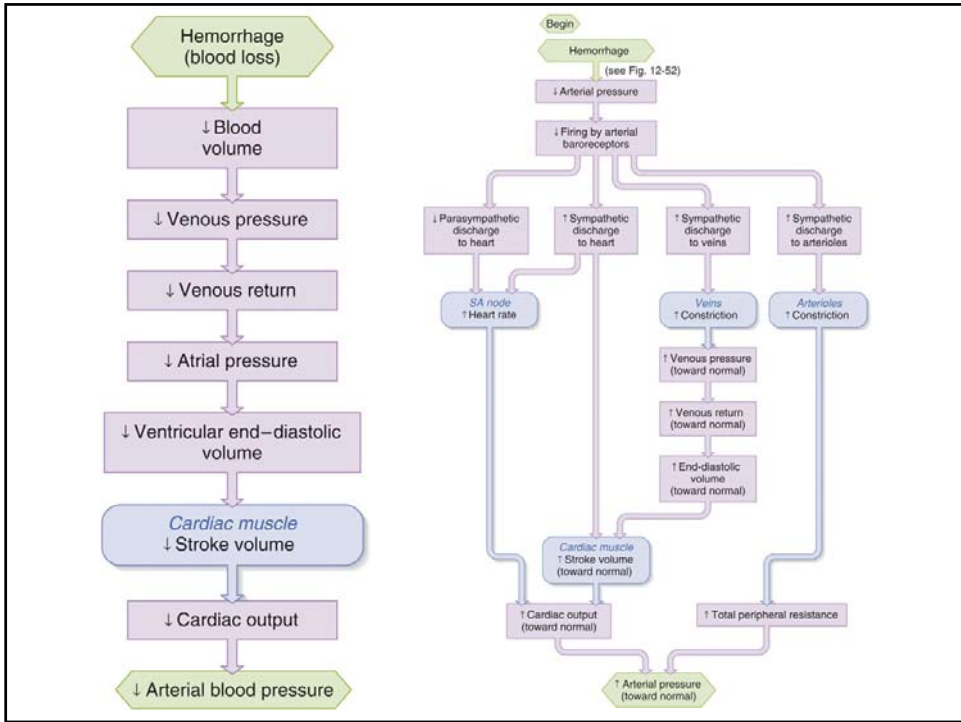 Hemorrhage
(blood loss)
↓ Blood
volume
↓ Venous pressure
↓ Venous return
↓ Atrial pressure
↓ Ventricular end–diastolic
volume
Cardiac muscle
↓ Stroke volume
↓ Cardiac output
↓ Arterial blood pressure
Begin
Hemorrhage
(see Fig. 12-52)
↓ Arterial pressure
↓ Firing by arterial
baroreceptors
↓ Parasympathetic
discharge
to heart
↑ Sympathetic
discharge
to heart
↑ Sympathetic
discharge
to veins
↑ Sympathetic
discharge
to arterioles
SA node
↑ Heart rate
Veins
↑ Constriction
Arterioles
↑ Constriction
↑ Venous pressure
(toward normal)
↑ Venous return
(toward normal)
↑ End-diastolic
volume
(toward normal)
Cardiac muscle
↑ Stroke volume
(toward normal)
↑ Cardiac output
(toward normal)
↑ Total peripheral resistance
↑ Arterial pressure
(toward normal)